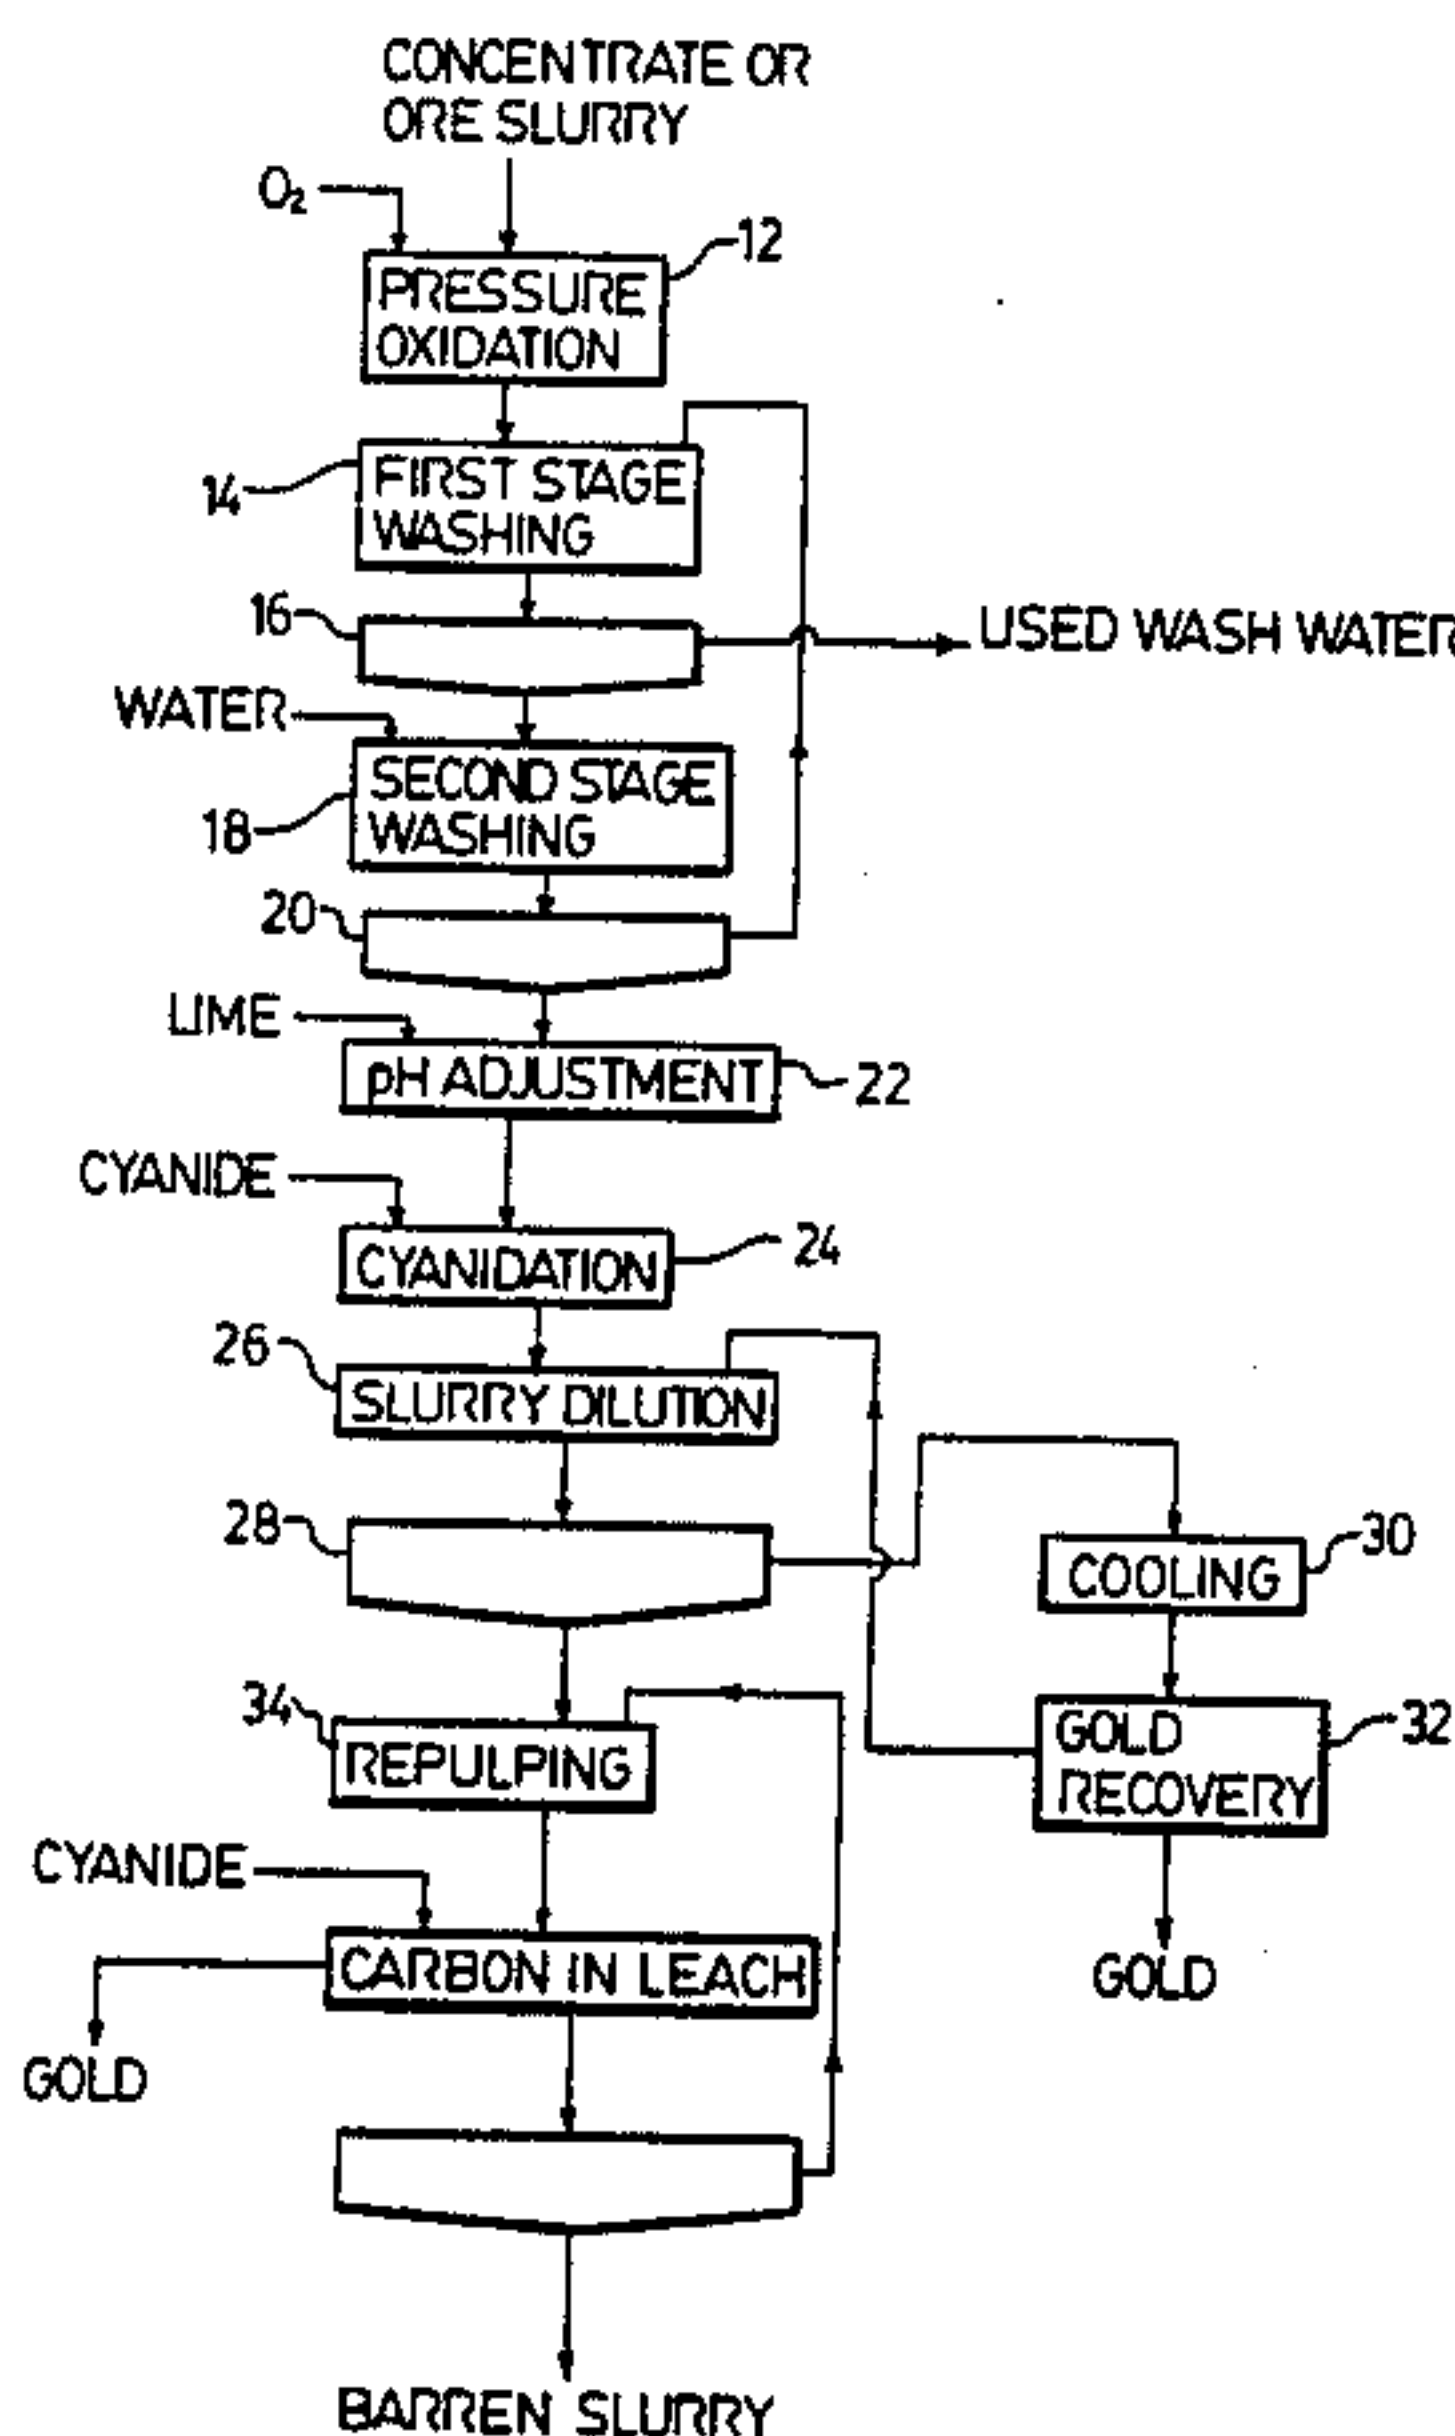 CONCENTRATE OR
ORE SLURRY
O₂
12
PRESSURE
OXIDATION
14
FIRST STAGE
WASHING
16
USED WASH WATER
WATER
18
SECOND STAGE
WASHING
20
LIME
pH ADJUSTMENT
22
CYANIDE
CYANIDATION
24
26
SLURRY DILUTION
28
COOLING
30
34
REPULPING
GOLD
RECOVERY
32
CYANIDE
CARBON IN LEACH
GOLD
GOLD
BARREN SLURRY